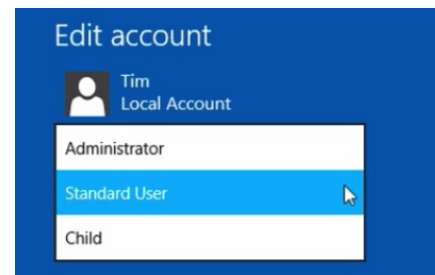 Edit account
Tim
Local Account
Administrator
Standard User
Child